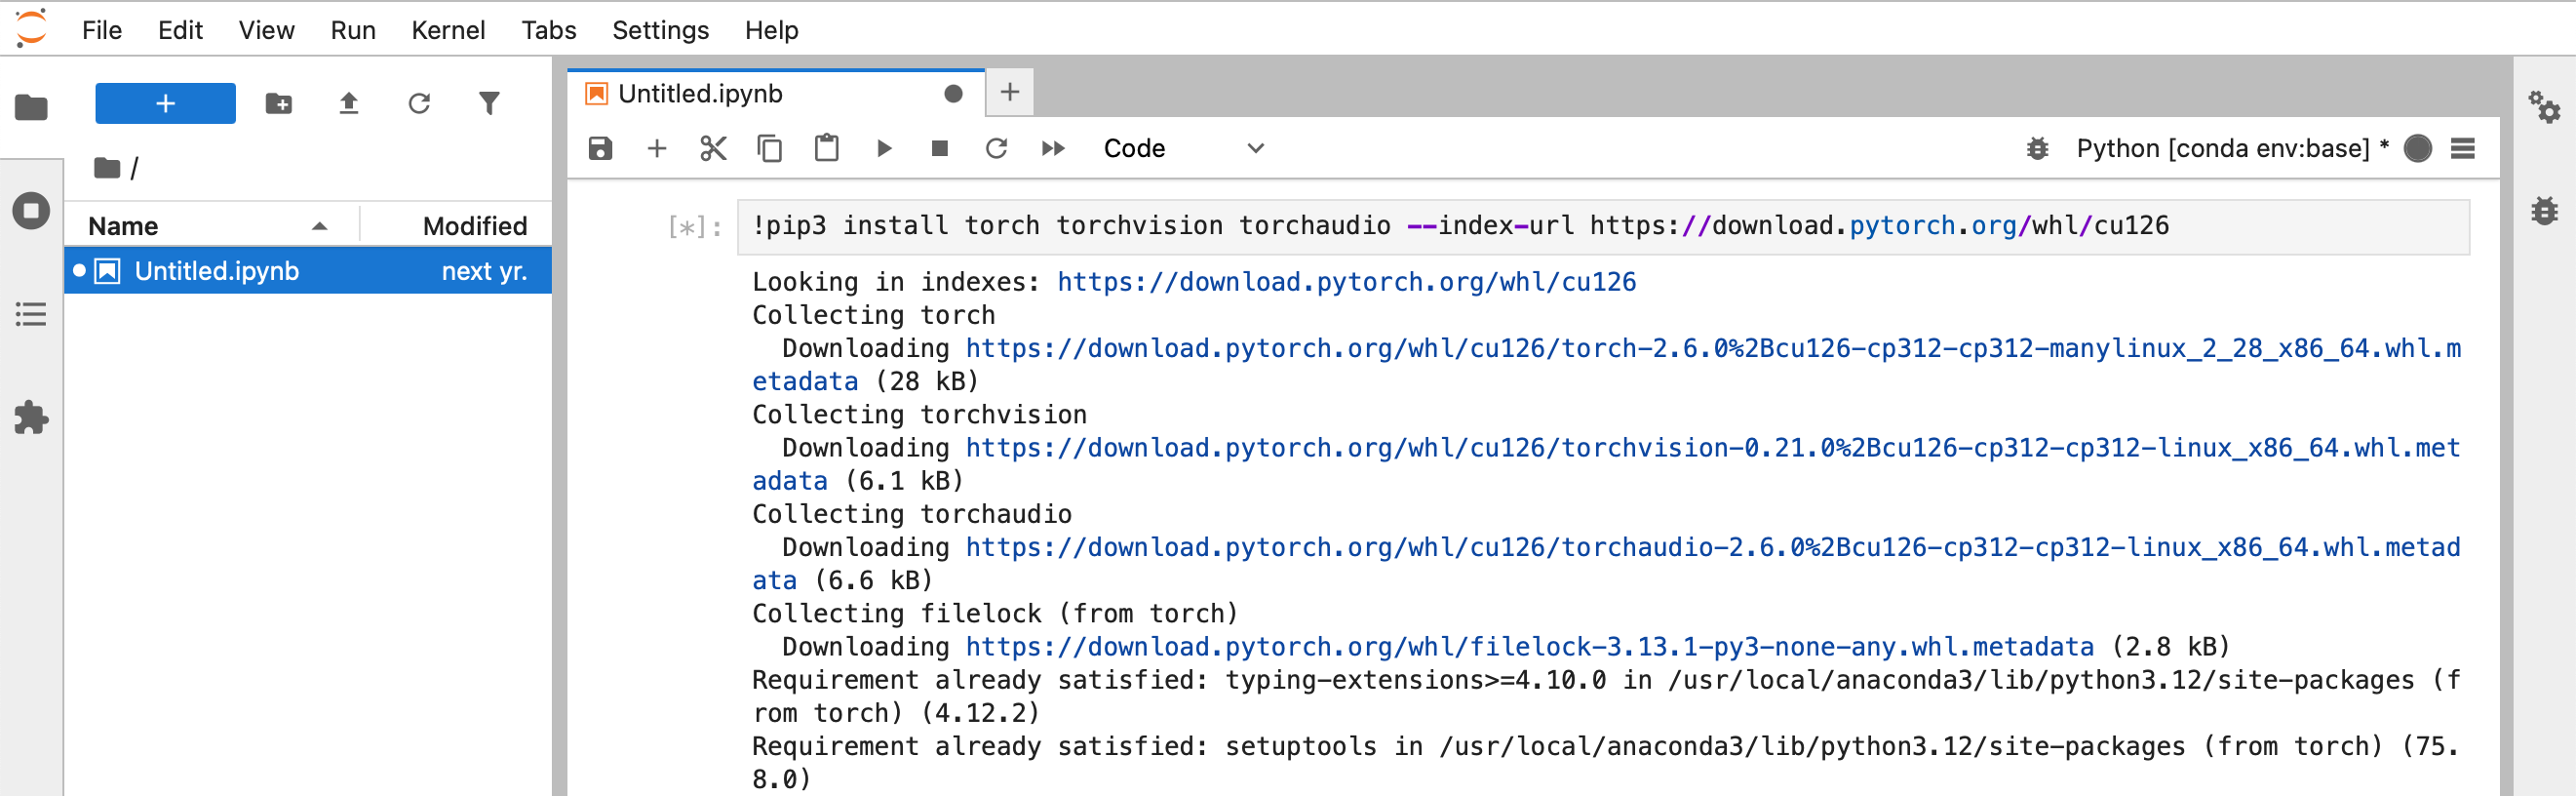 File Edit View Run Kernel Tabs Settings Help
+
/
Name Modified
Untitled.ipynb next yr.
Untitled.ipynb +
Code Python [conda env:base] *
[*]: !pip3 install torch torchvision torchaudio --index-url https://download.pytorch.org/whl/cu126
Looking in indexes: https://download.pytorch.org/whl/cu126
Collecting torch
Downloading https://download.pytorch.org/whl/cu126/torch-2.6.0%2Bcu126-cp312-cp312-manylinux_2_28_x86_64.whl.m
etadata (28 kB)
Collecting torchvision
Downloading https://download.pytorch.org/whl/cu126/torchvision-0.21.0%2Bcu126-cp312-cp312-linux_x86_64.whl.met
adata (6.1 kB)
Collecting torchaudio
Downloading https://download.pytorch.org/whl/cu126/torchaudio-2.6.0%2Bcu126-cp312-cp312-linux_x86_64.whl.metad
ata (6.6 kB)
Collecting filelock (from torch)
Downloading https://download.pytorch.org/whl/filelock-3.13.1-py3-none-any.whl.metadata (2.8 kB)
Requirement already satisfied: typing-extensions>=4.10.0 in /usr/local/anaconda3/lib/python3.12/site-packages (f
rom torch) (4.12.2)
Requirement already satisfied: setuptools in /usr/local/anaconda3/lib/python3.12/site-packages (from torch) (75.
8.0)